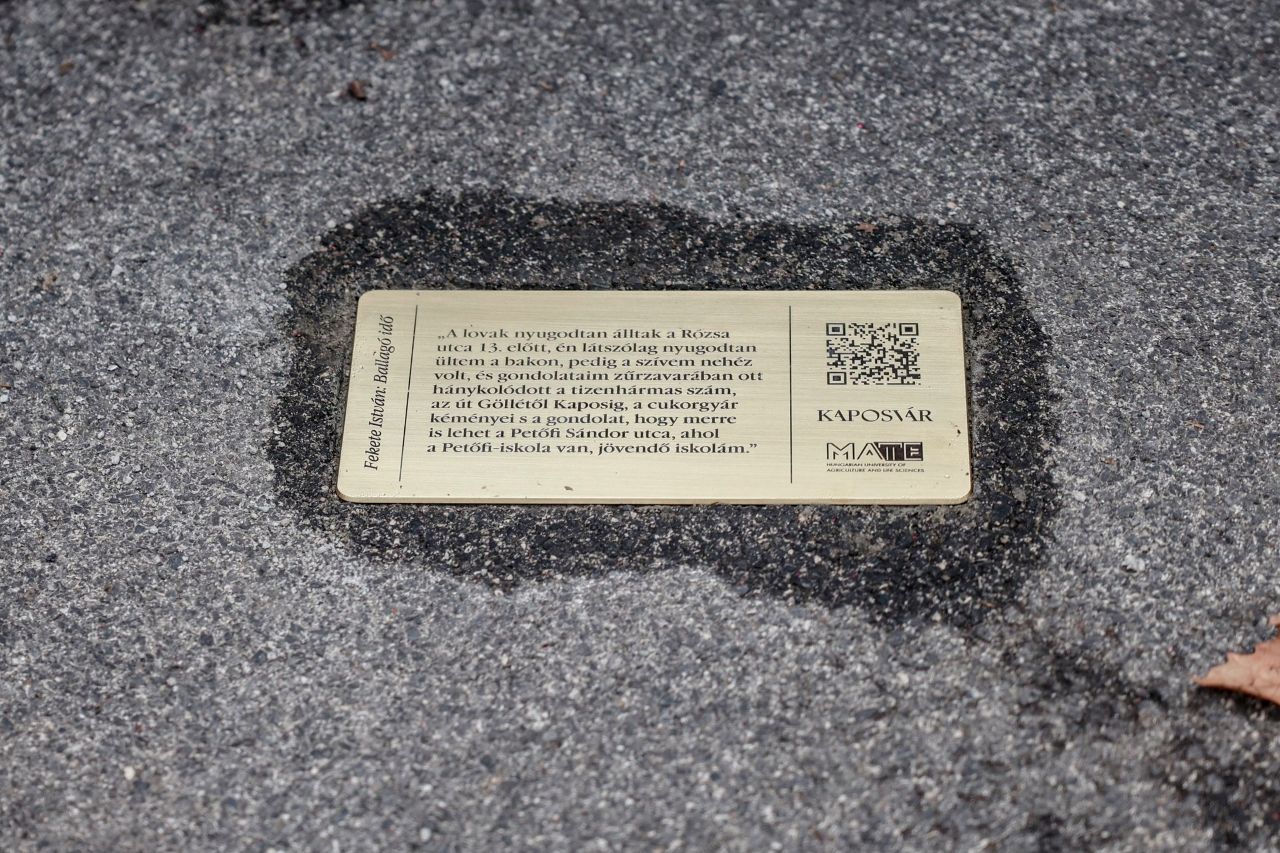 Fekete István: Ballagó idő
„A lovak nyugodtan álltak a Rózsa
utca 13. előtt, én látszólag nyugodtan
ültem a bakon, pedig a szívem nehéz
volt, és gondolataim zűrzavarában ott
hánykolódott a tizenhármas szám,
az út Göllétől Kaposig, a cukorgyár
kéményei s a gondolat, hogy merre
is lehet a Petőfi Sándor utca, ahol
a Petőfi-iskola van, jövendő iskolám.”
KAPOSVÁR
MATE
HUNGARIAN UNIVERSITY OF
AGRICULTURE AND LIFE SCIENCES